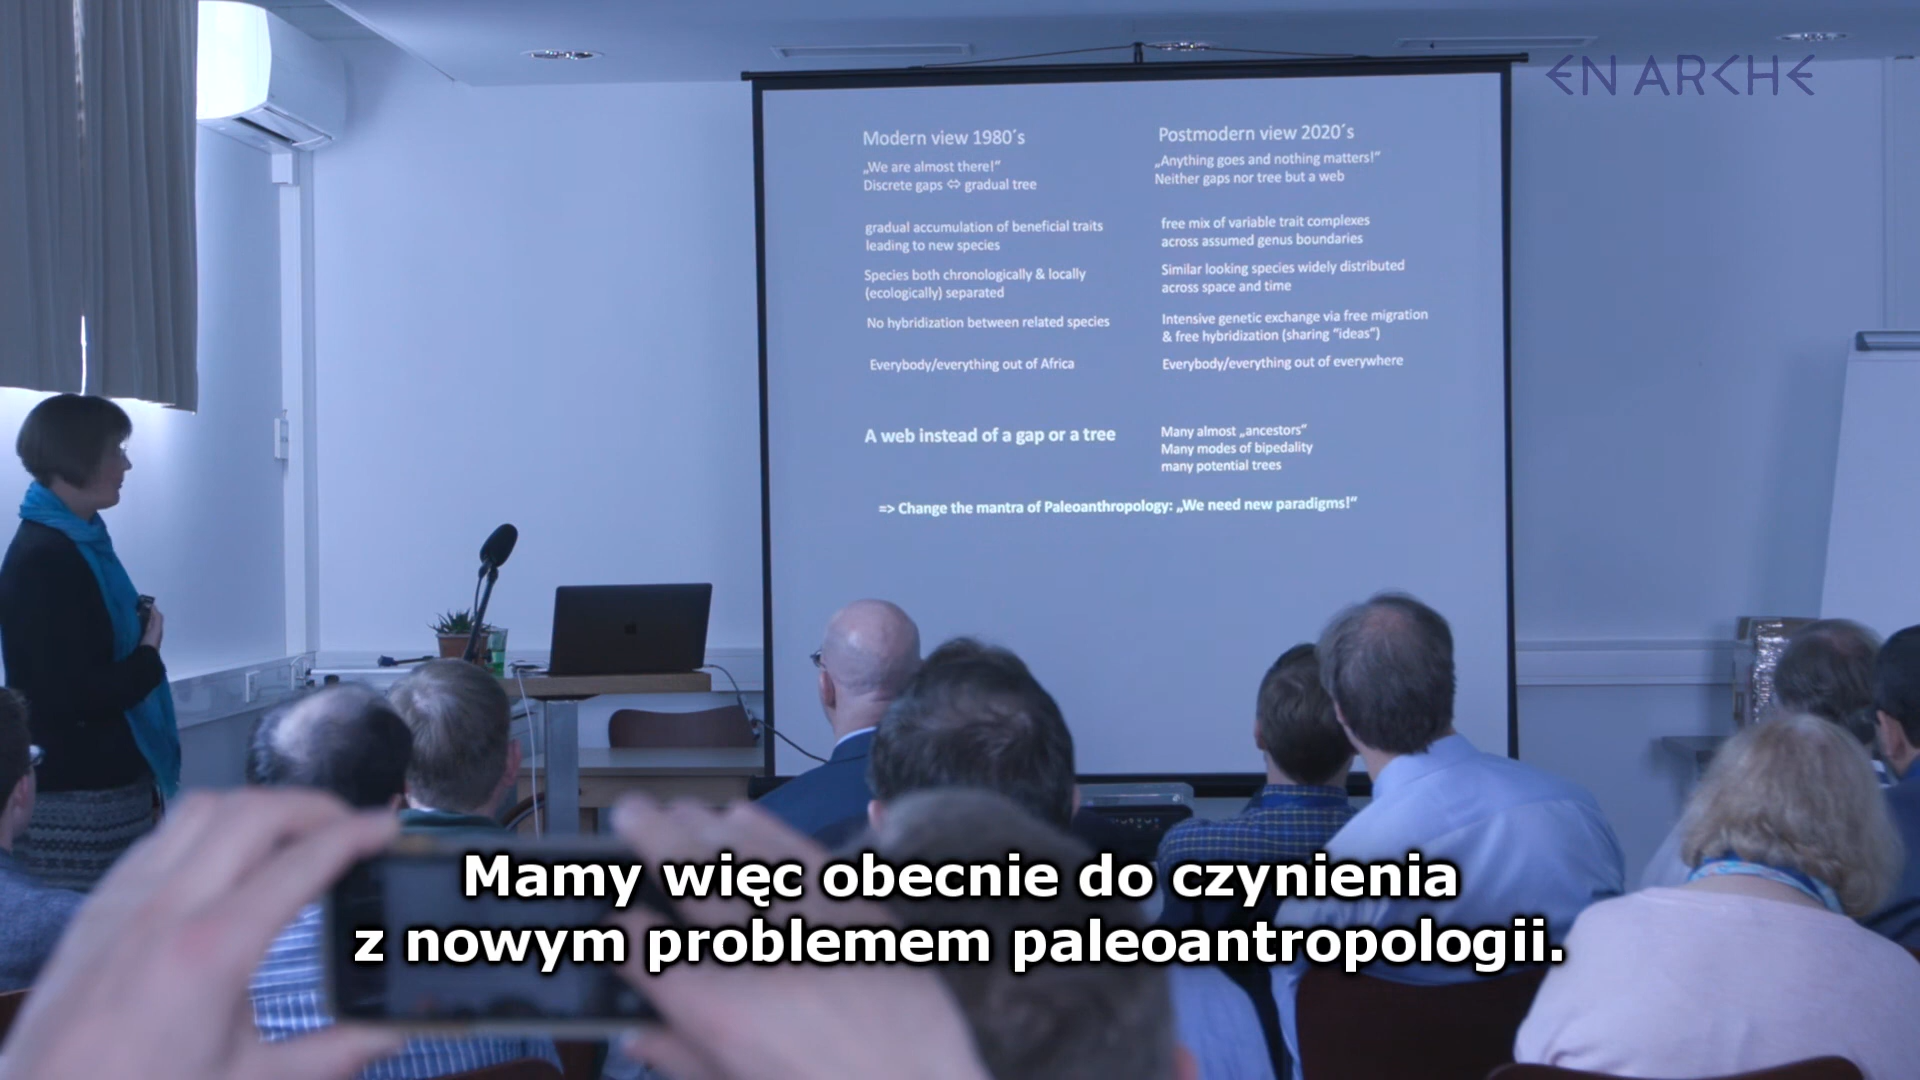 EN ARCHE
Modern view 1980´s
„We are almost there!“
Discrete gaps ⇔ gradual tree
gradual accumulation of beneficial traits
leading to new species
Species both chronologically & locally
(ecologically) separated
No hybridization between related species
Everybody/everything out of Africa
A web instead of a gap or a tree
Postmodern view 2020´s
„Anything goes and nothing matters!“
Neither gaps nor tree but a web
free mix of variable trait complexes
across assumed genus boundaries
Similar looking species widely distributed
across space and time
Intensive genetic exchange via free migration
& free hybridization (sharing "ideas")
Everybody/everything out of everywhere
Many almost „ancestors“
Many modes of bipedality
many potential trees
=> Change the mantra of Paleoanthropology: „We need new paradigms!“
Mamy więc obecnie do czynienia
z nowym problemem paleoantropologii.